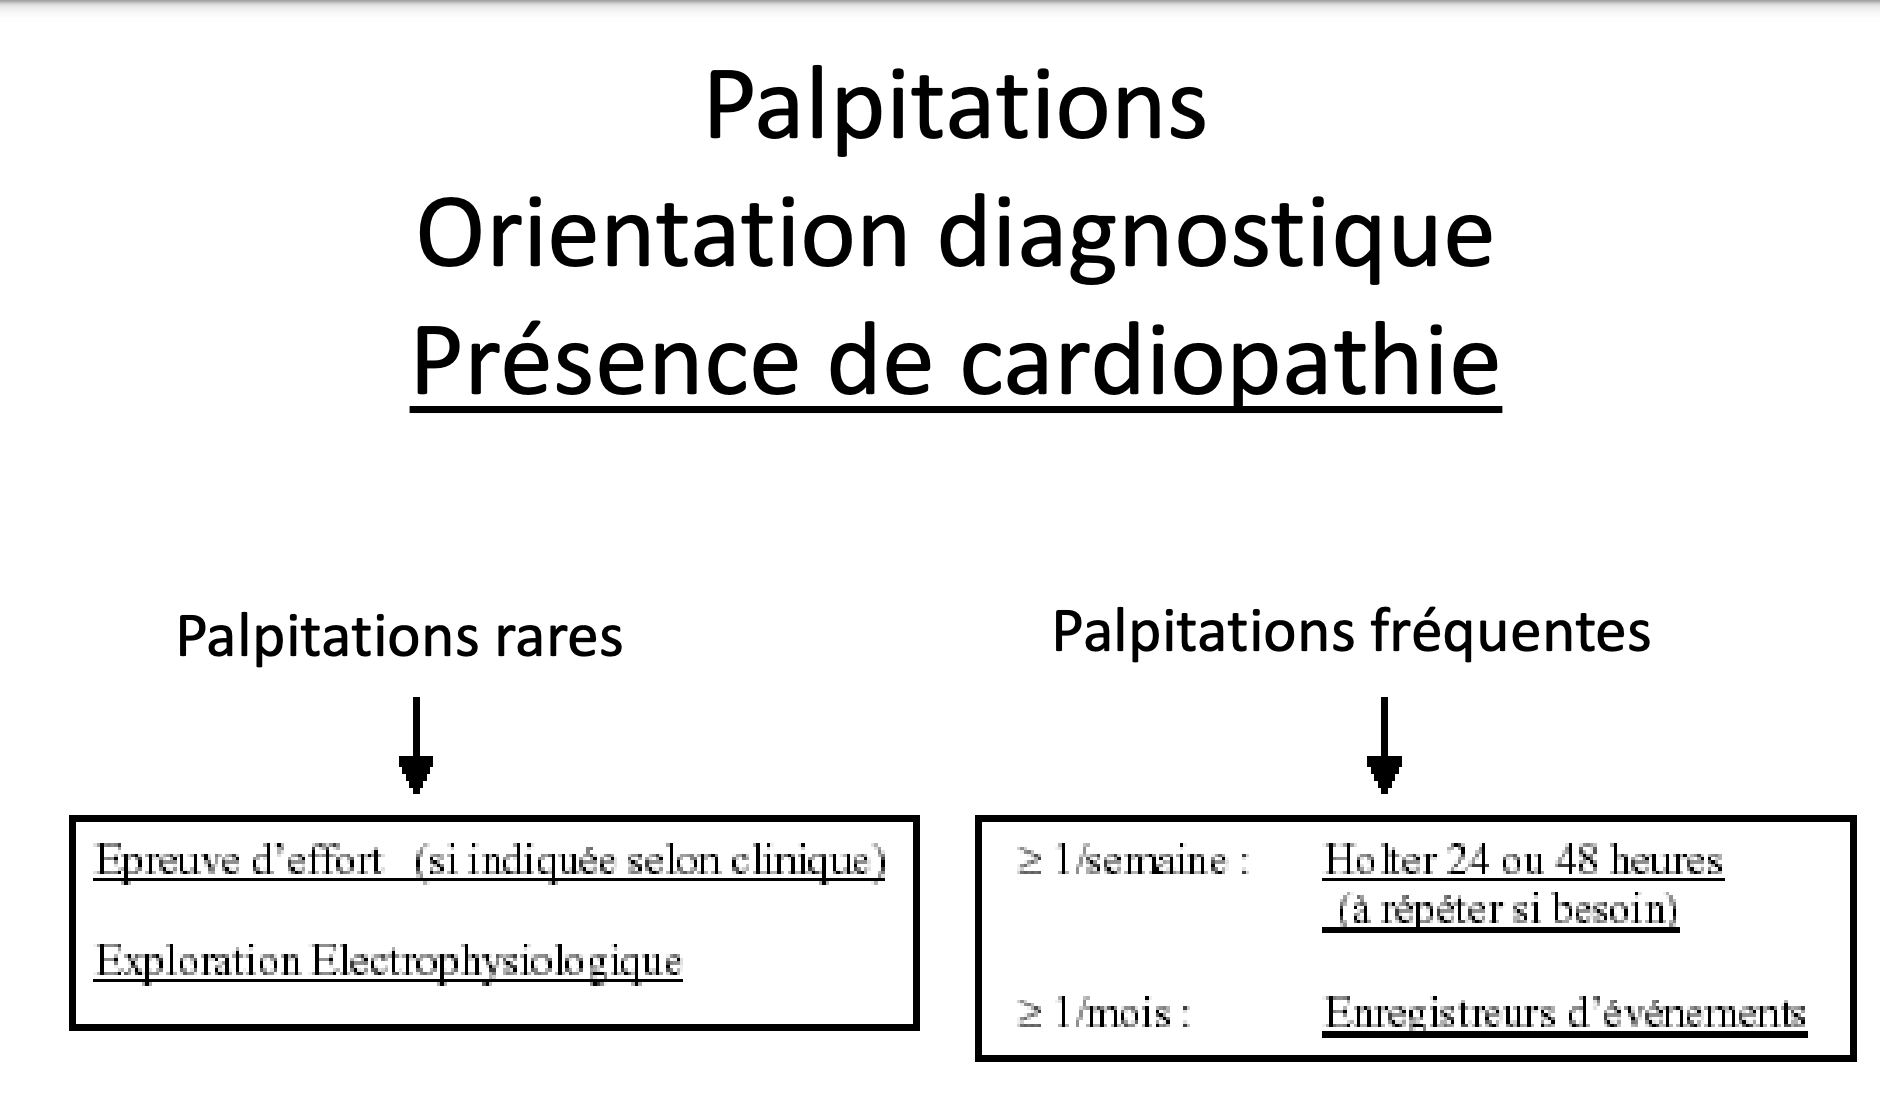 Palpitations
Orientation diagnostique
Présence de cardiopathie
Palpitations rares
Epreuve d'effort (si indiquée selon clinique)
Exploration Electrophysiologique
Palpitations fréquentes
≥ 1/semaine : Holter 24 ou 48 heures
(à répéter si besoin)
≥ 1/mois : Enregistreurs d'événements